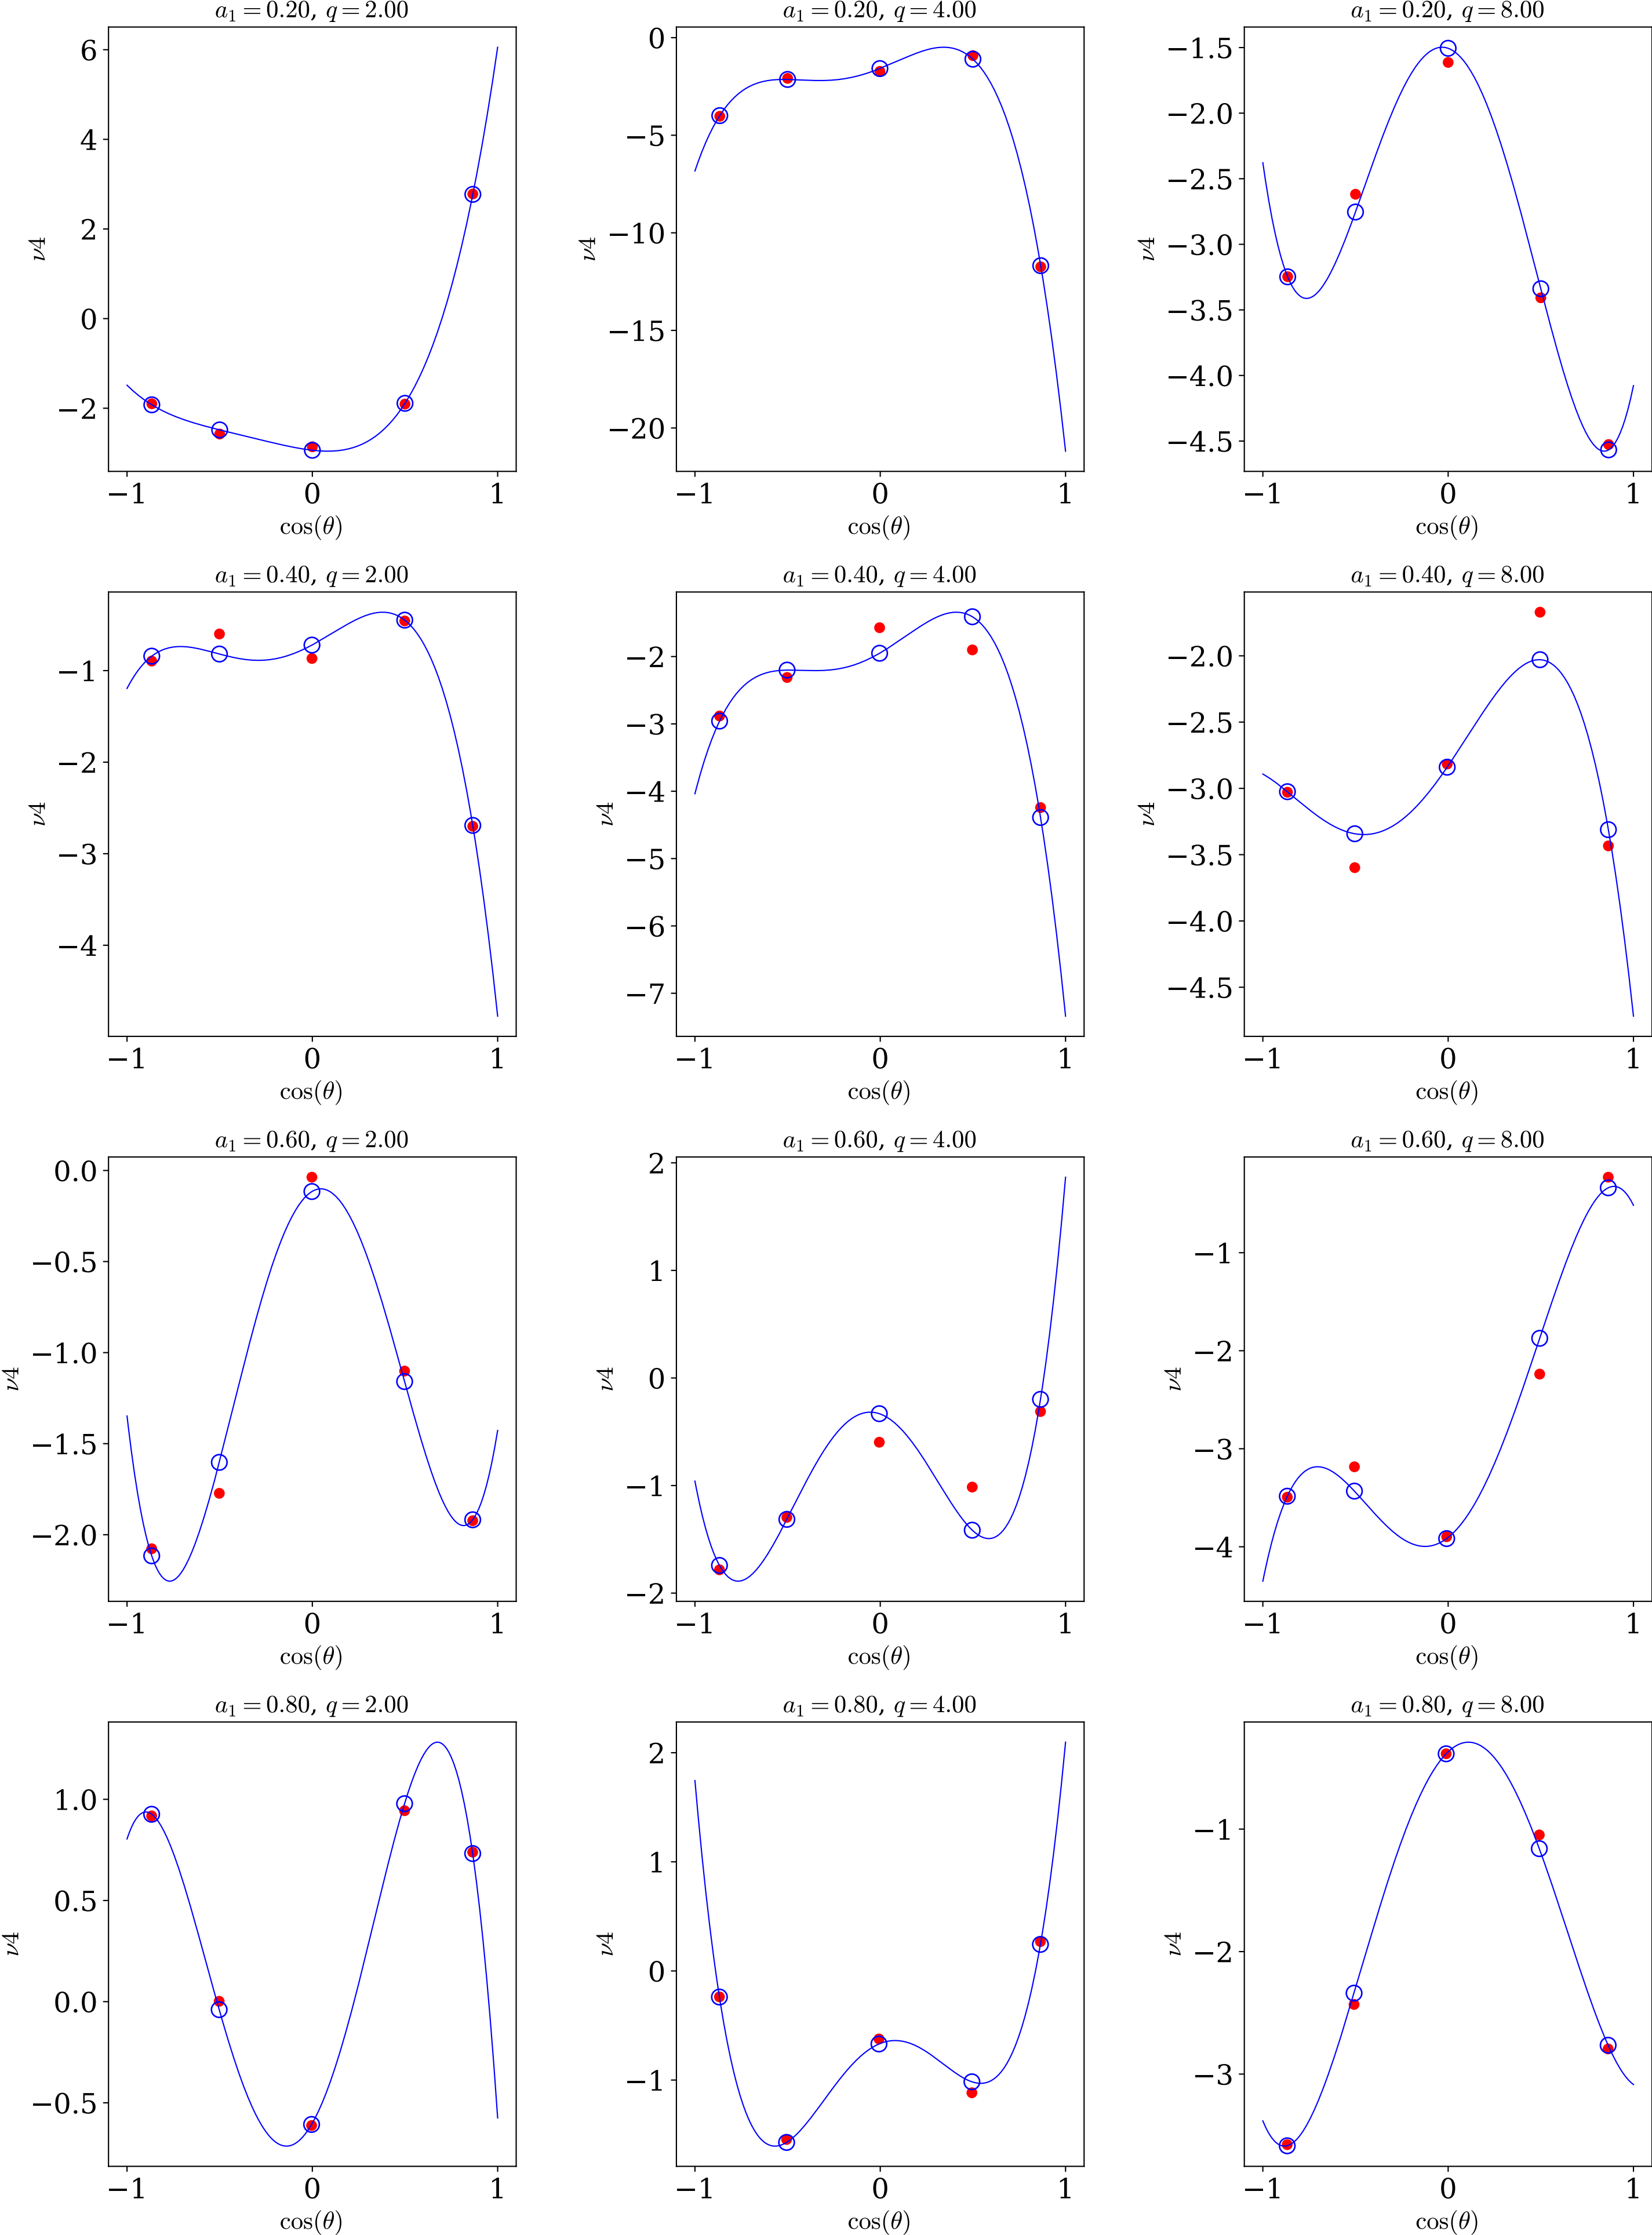 a₁ = 0.20, q = 2.00
6
4
2
0
−2
ν4
−1 0 1
cos(θ)
a₁ = 0.20, q = 4.00
0
−5
−10
−15
−20
ν4
−1 0 1
cos(θ)
a₁ = 0.20, q = 8.00
−1.5
−2.0
−2.5
−3.0
−3.5
−4.0
−4.5
ν4
−1 0 1
cos(θ)
a₁ = 0.40, q = 2.00
−1
−2
−3
−4
ν4
−1 0 1
cos(θ)
a₁ = 0.40, q = 4.00
−2
−3
−4
−5
−6
−7
ν4
−1 0 1
cos(θ)
a₁ = 0.40, q = 8.00
−2.0
−2.5
−3.0
−3.5
−4.0
−4.5
ν4
−1 0 1
cos(θ)
a₁ = 0.60, q = 2.00
0.0
−0.5
−1.0
−1.5
−2.0
ν4
−1 0 1
cos(θ)
a₁ = 0.60, q = 4.00
2
1
0
−1
−2
ν4
−1 0 1
cos(θ)
a₁ = 0.60, q = 8.00
−1
−2
−3
−4
ν4
−1 0 1
cos(θ)
a₁ = 0.80, q = 2.00
1.0
0.5
0.0
−0.5
ν4
−1 0 1
cos(θ)
a₁ = 0.80, q = 4.00
2
1
0
−1
ν4
−1 0 1
cos(θ)
a₁ = 0.80, q = 8.00
−1
−2
−3
ν4
−1 0 1
cos(θ)